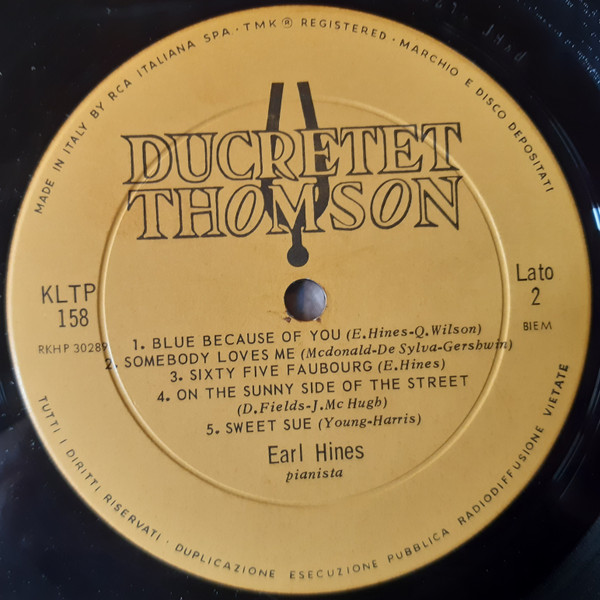 MADE IN ITALY BY RCA ITALIANA SPA · TMK ® REGISTERED · MARCHIO E DISCO DEPOSITATI
DUCRETET
THOMSON
KLTP
158
Lato
2
RKHP 30289
BIEM
1. BLUE BECAUSE OF YOU (E.Hines-Q.Wilson)
2. SOMEBODY LOVES ME (Mcdonald-De Sylva-Gershwin)
3. SIXTY FIVE FAUBOURG (E.Hines)
4. ON THE SUNNY SIDE OF THE STREET
(D.Fields-J.Mc Hugh)
5. SWEET SUE (Young-Harris)
Earl Hines
pianista
TUTTI I DIRITTI RISERVATI · DUPLICAZIONE ESECUZIONE PUBBLICA RADIODIFFUSIONE VIETATE